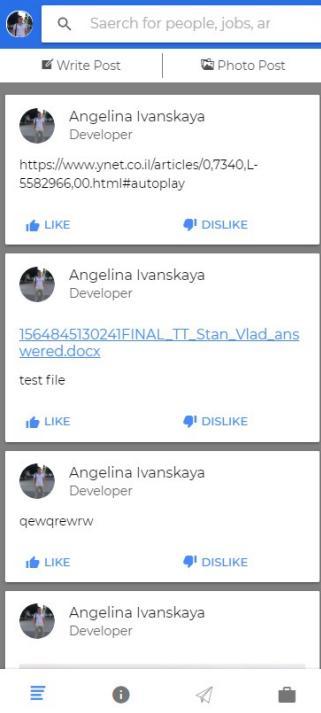 Saerch for people, jobs, ar
Write Post Photo Post
Angelina Ivanskaya
Developer
https://www.ynet.co.il/articles/0,7340,L-
5582966,00.html#autoplay
LIKE DISLIKE
Angelina Ivanskaya
Developer
1564845130241FINAL_TT_Stan_Vlad_ans
wered.docx
test file
LIKE DISLIKE
Angelina Ivanskaya
Developer
qewqrewrw
LIKE DISLIKE
Angelina Ivanskaya
Developer